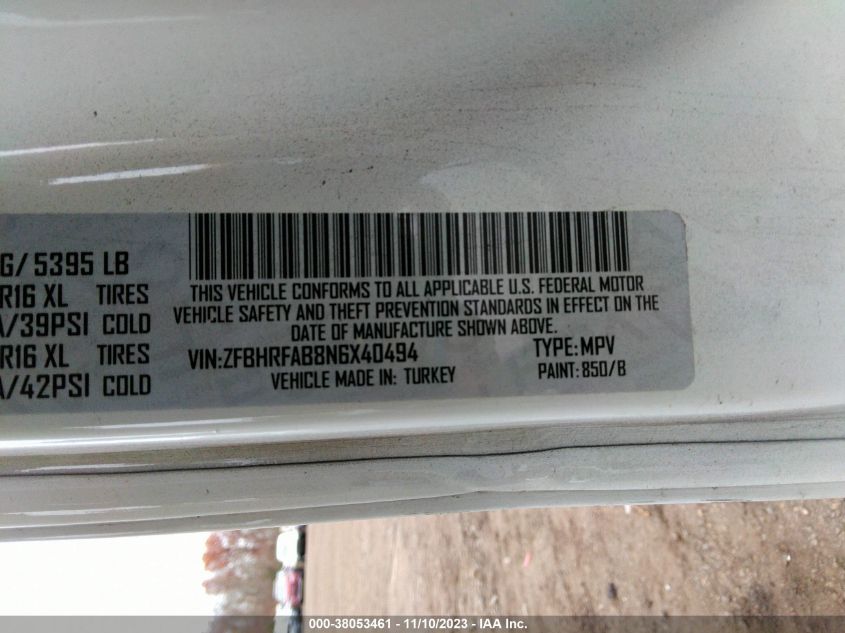 G/ 5395 LB
R16 XL TIRES
A/39PSI COLD
R16 XL TIRES
A/42PSI COLD
THIS VEHICLE CONFORMS TO ALL APPLICABLE U.S. FEDERAL MOTOR
VEHICLE SAFETY AND THEFT PREVENTION STANDARDS IN EFFECT ON THE
DATE OF MANUFACTURE SHOWN ABOVE.
VIN:ZFBHRFAB8N6X40494 TYPE:MPV
VEHICLE MADE IN: TURKEY PAINT: 850/B
000-38053461 - 11/10/2023 - IAA Inc.